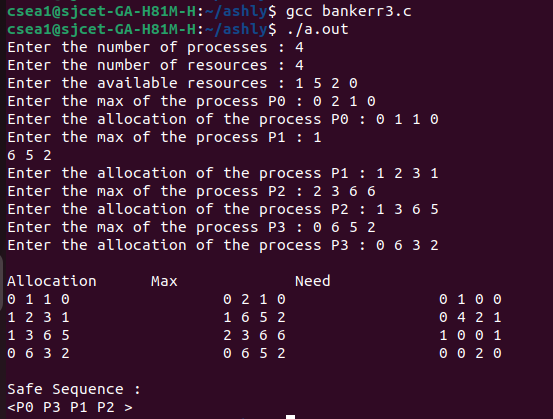 csea1@sjcet-GA-H81M-H:~/ashly$ gcc bankerr3.c
csea1@sjcet-GA-H81M-H:~/ashly$ ./a.out
Enter the number of processes : 4
Enter the number of resources : 4
Enter the available resources : 1 5 2 0
Enter the max of the process P0 : 0 2 1 0
Enter the allocation of the process P0 : 0 1 1 0
Enter the max of the process P1 : 1
6 5 2
Enter the allocation of the process P1 : 1 2 3 1
Enter the max of the process P2 : 2 3 6 6
Enter the allocation of the process P2 : 1 3 6 5
Enter the max of the process P3 : 0 6 5 2
Enter the allocation of the process P3 : 0 6 3 2
Allocation Max Need
0 1 1 0 0 2 1 0 0 1 0 0
1 2 3 1 1 6 5 2 0 4 2 1
1 3 6 5 2 3 6 6 1 0 0 1
0 6 3 2 0 6 5 2 0 0 2 0
Safe Sequence :
<P0 P3 P1 P2 >